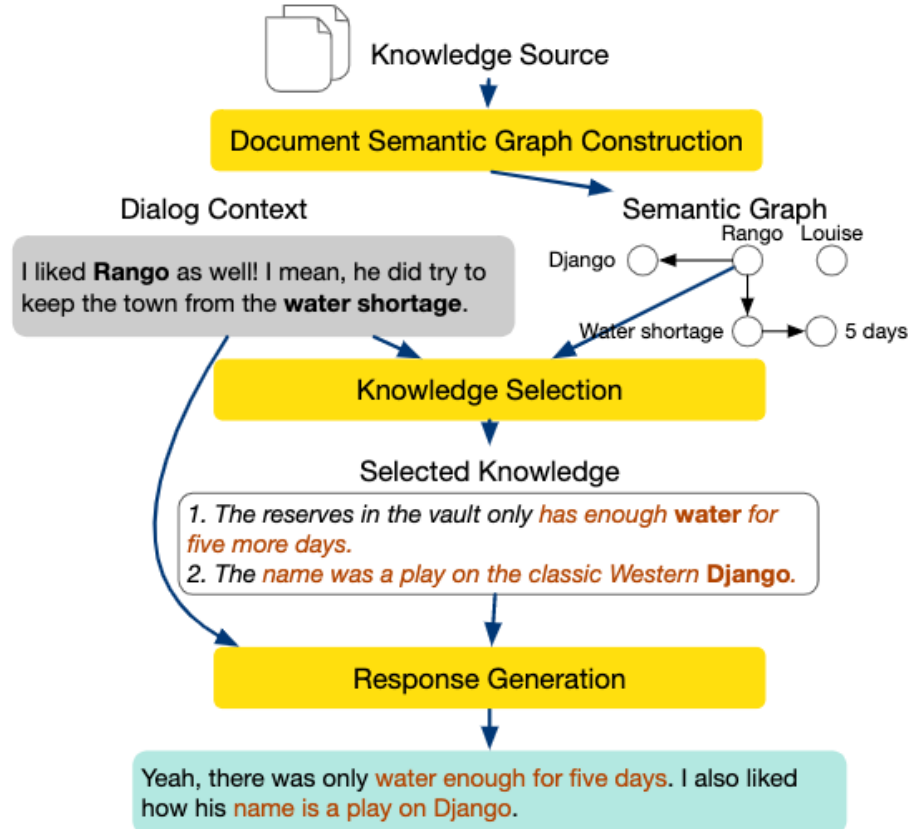 Knowledge Source
Document Semantic Graph Construction
Dialog Context
I liked Rango as well! I mean, he did try to
keep the town from the water shortage.
Semantic Graph
Rango Louise
Django
Water shortage 5 days
Knowledge Selection
Selected Knowledge
1. The reserves in the vault only has enough water for
five more days.
2. The name was a play on the classic Western Django.
Response Generation
Yeah, there was only water enough for five days. I also liked
how his name is a play on Django.